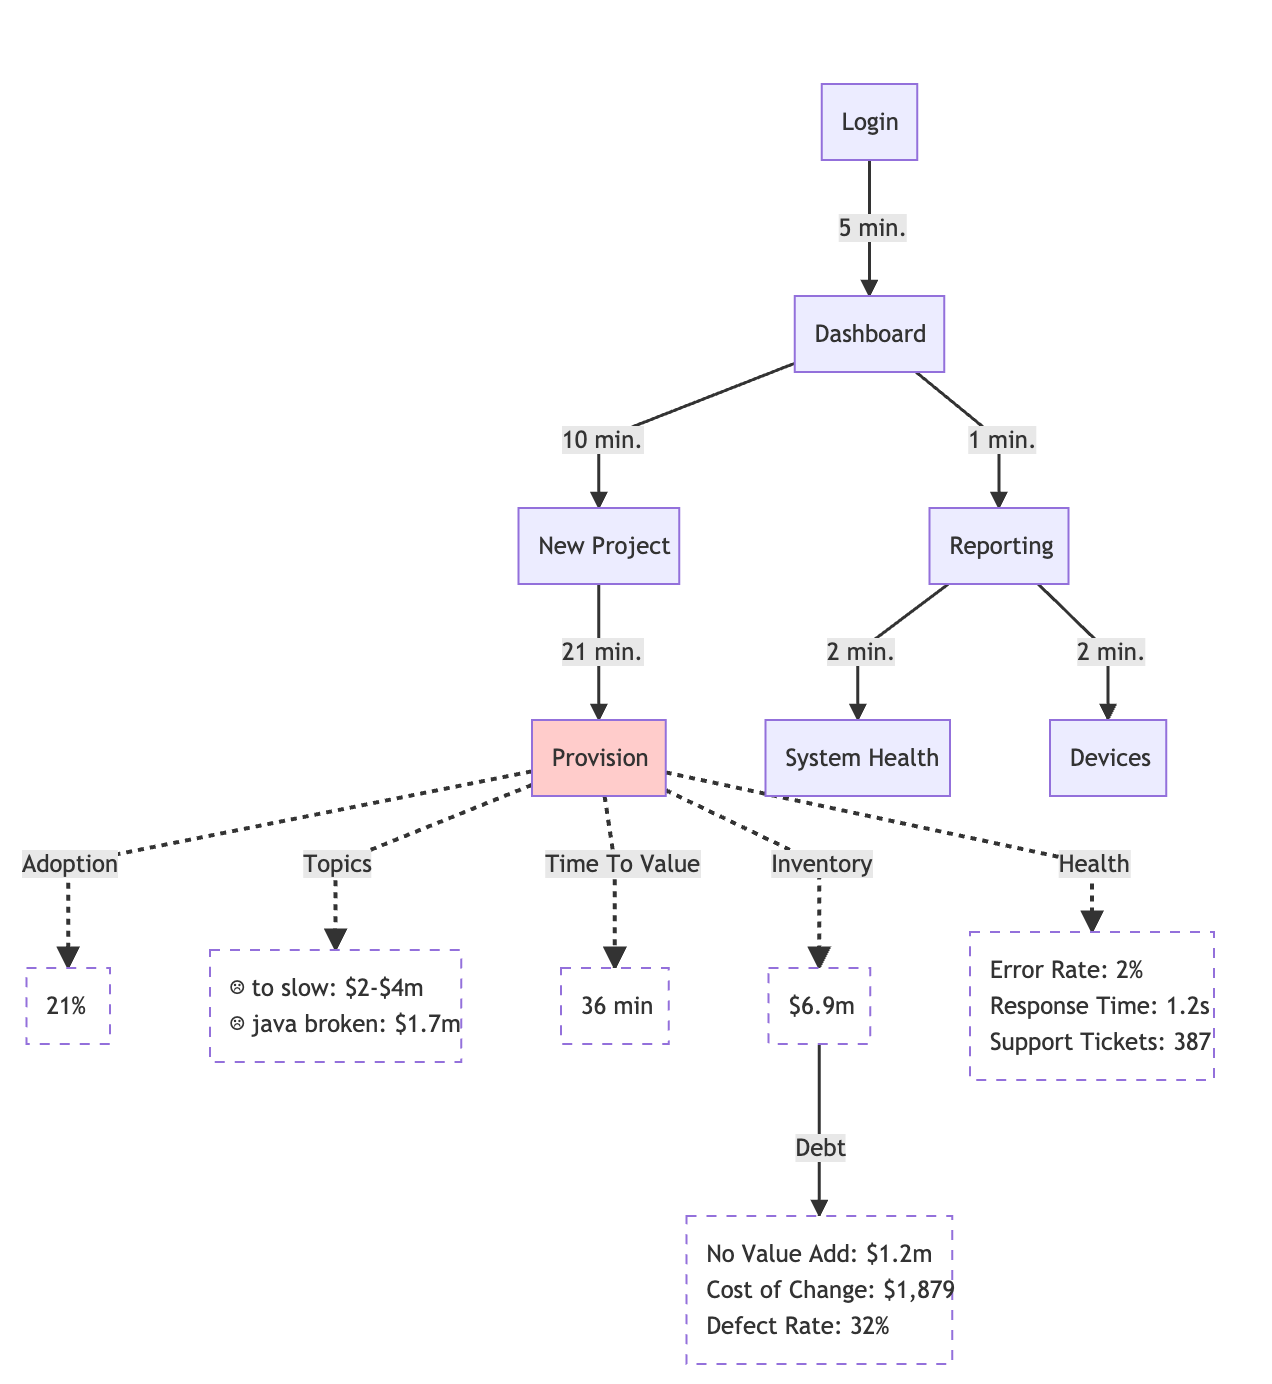 Login
5 min.
Dashboard
10 min.
1 min.
New Project
Reporting
21 min.
2 min.
2 min.
Provision
System Health
Devices
Adoption
Topics
Time To Value
Inventory
Health
21%
☹ to slow: $2-$4m
☹ java broken: $1.7m
36 min
$6.9m
Error Rate: 2%
Response Time: 1.2s
Support Tickets: 387
Debt
No Value Add: $1.2m
Cost of Change: $1,879
Defect Rate: 32%